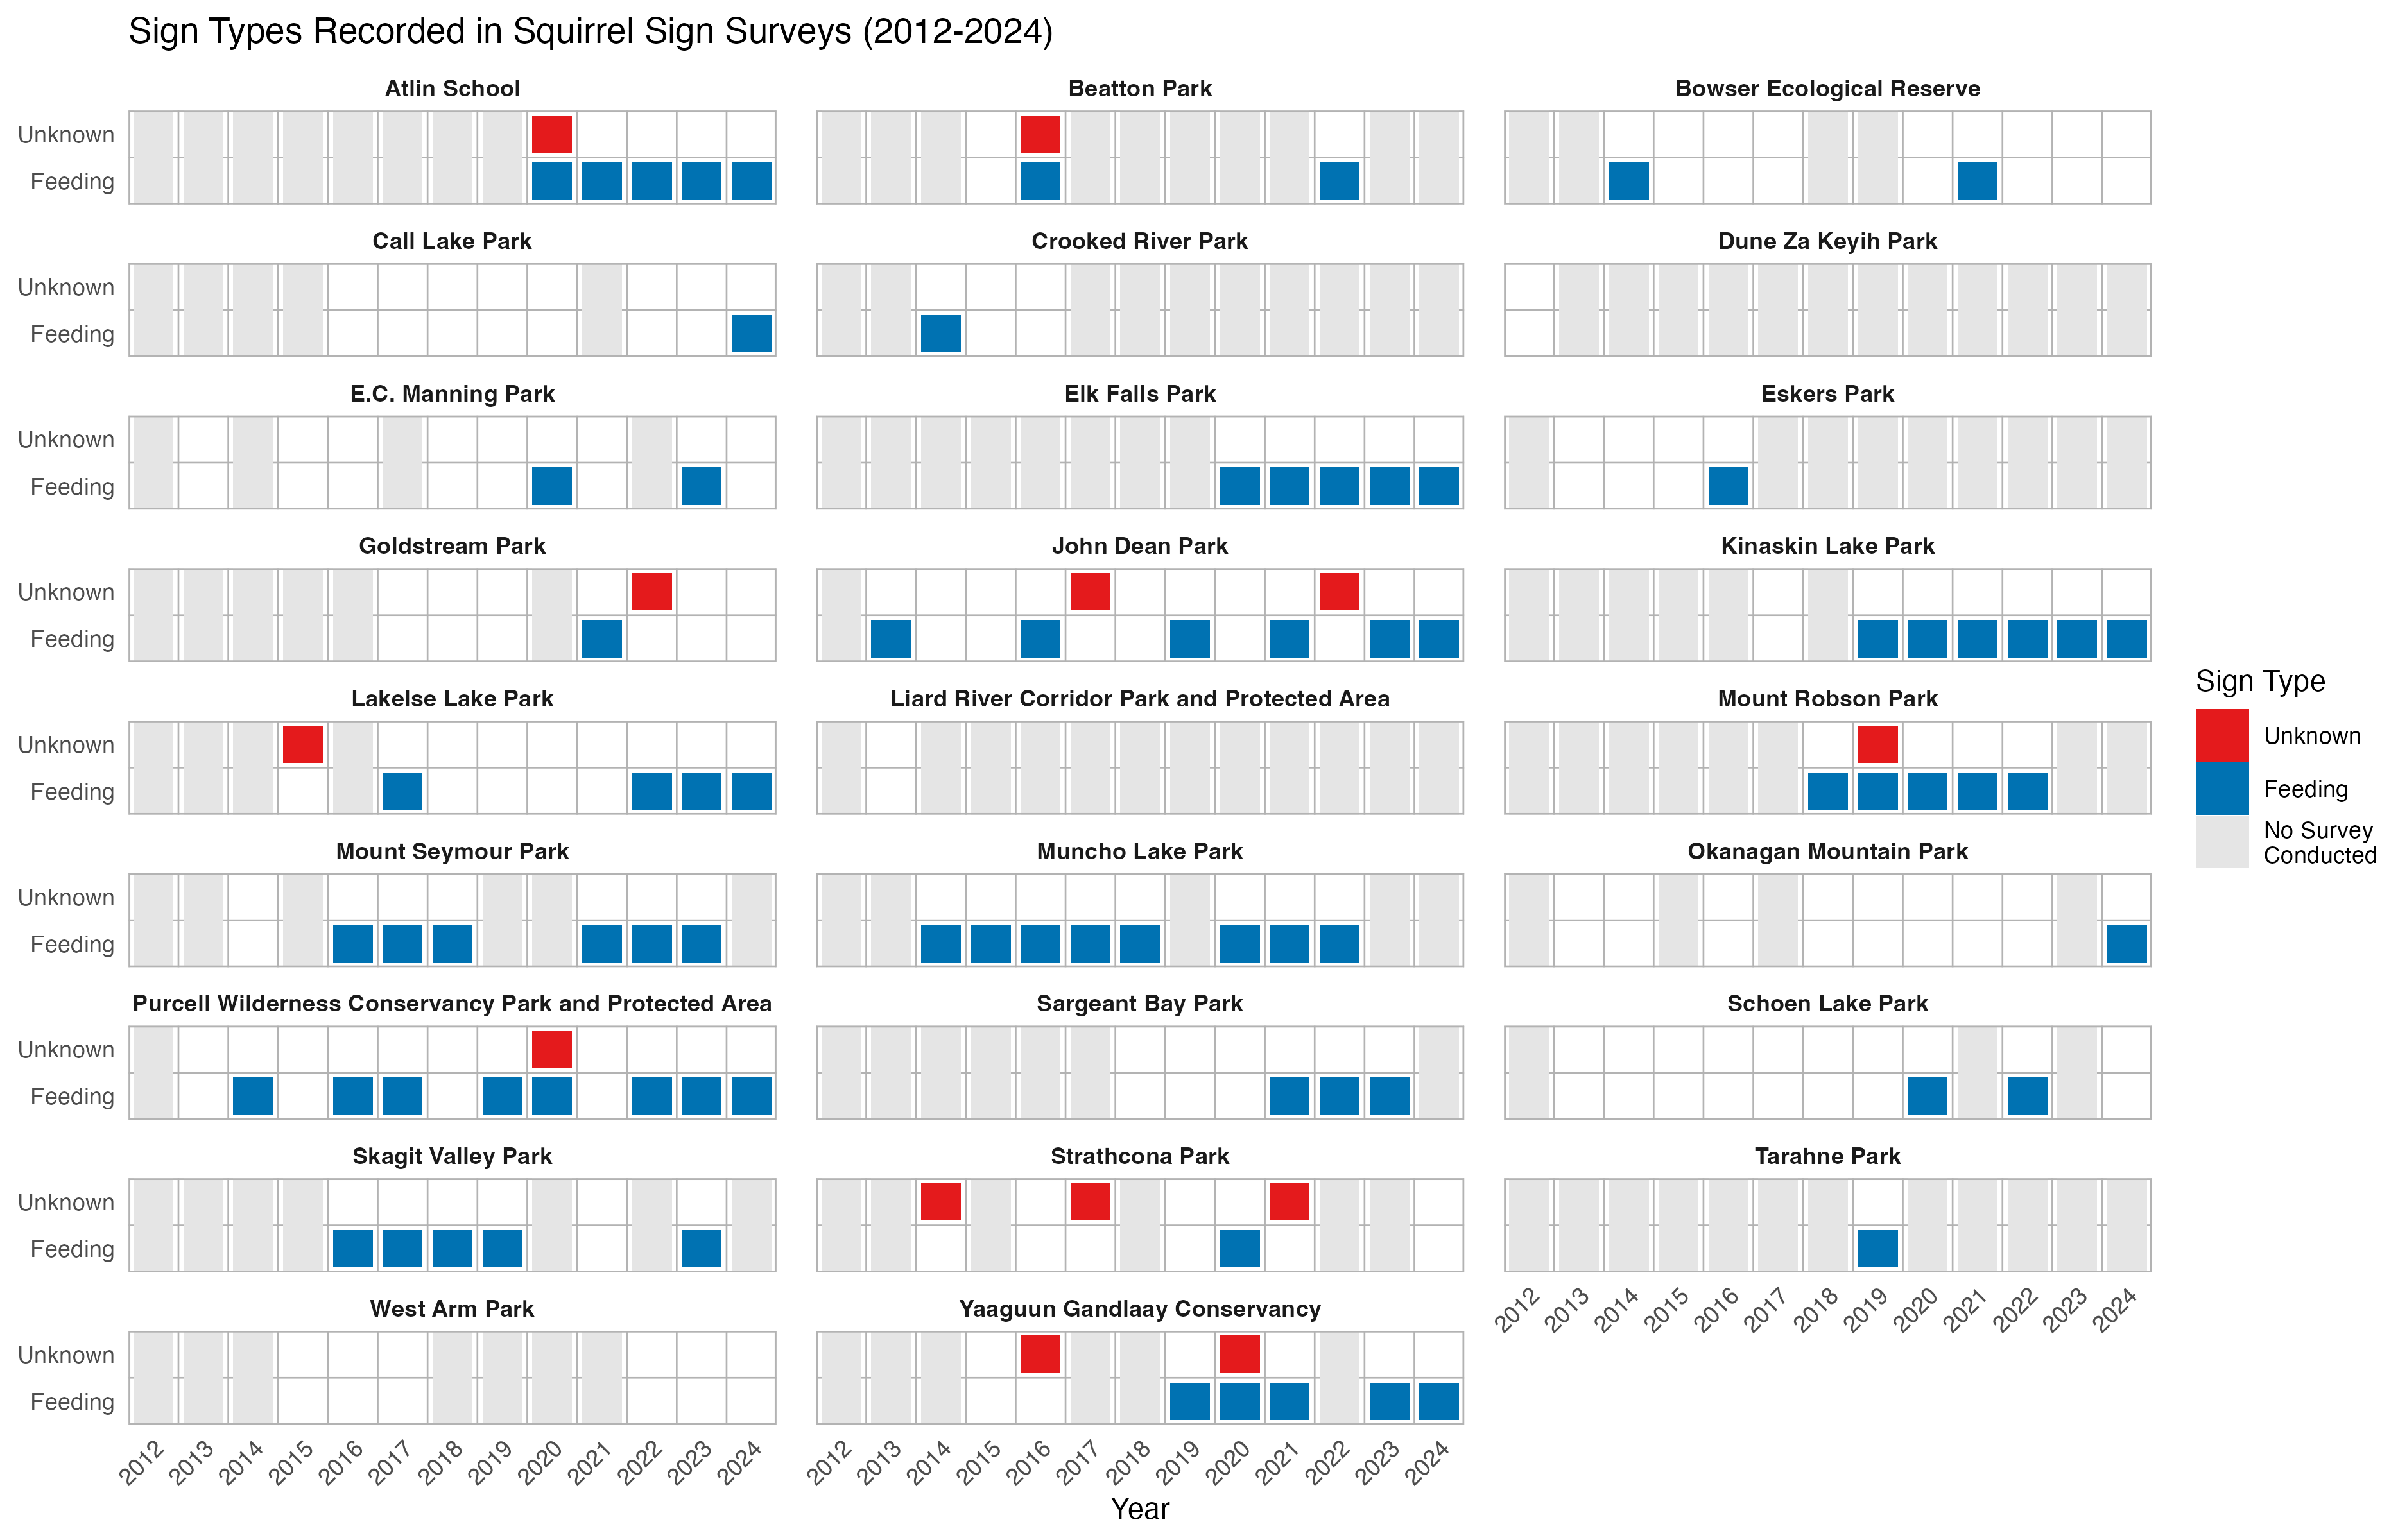 Sign Types Recorded in Squirrel Sign Surveys (2012-2024)
Atlin School
Beatton Park
Bowser Ecological Reserve
Unknown
Feeding
Call Lake Park
Crooked River Park
Dune Za Keyih Park
Unknown
Feeding
E.C. Manning Park
Elk Falls Park
Eskers Park
Unknown
Feeding
Goldstream Park
John Dean Park
Kinaskin Lake Park
Unknown
Feeding
Lakelse Lake Park
Liard River Corridor Park and Protected Area
Mount Robson Park
Unknown
Feeding
Mount Seymour Park
Muncho Lake Park
Okanagan Mountain Park
Unknown
Feeding
Purcell Wilderness Conservancy Park and Protected Area
Sargeant Bay Park
Schoen Lake Park
Unknown
Feeding
Skagit Valley Park
Strathcona Park
Tarahne Park
Unknown
Feeding
2012 2013 2014 2015 2016 2017 2018 2019 2020 2021 2022 2023 2024
West Arm Park
Yaaguun Gandlaay Conservancy
Unknown
Feeding
2012 2013 2014 2015 2016 2017 2018 2019 2020 2021 2022 2023 2024
2012 2013 2014 2015 2016 2017 2018 2019 2020 2021 2022 2023 2024
Year
Sign Type
Unknown
Feeding
No Survey
Conducted